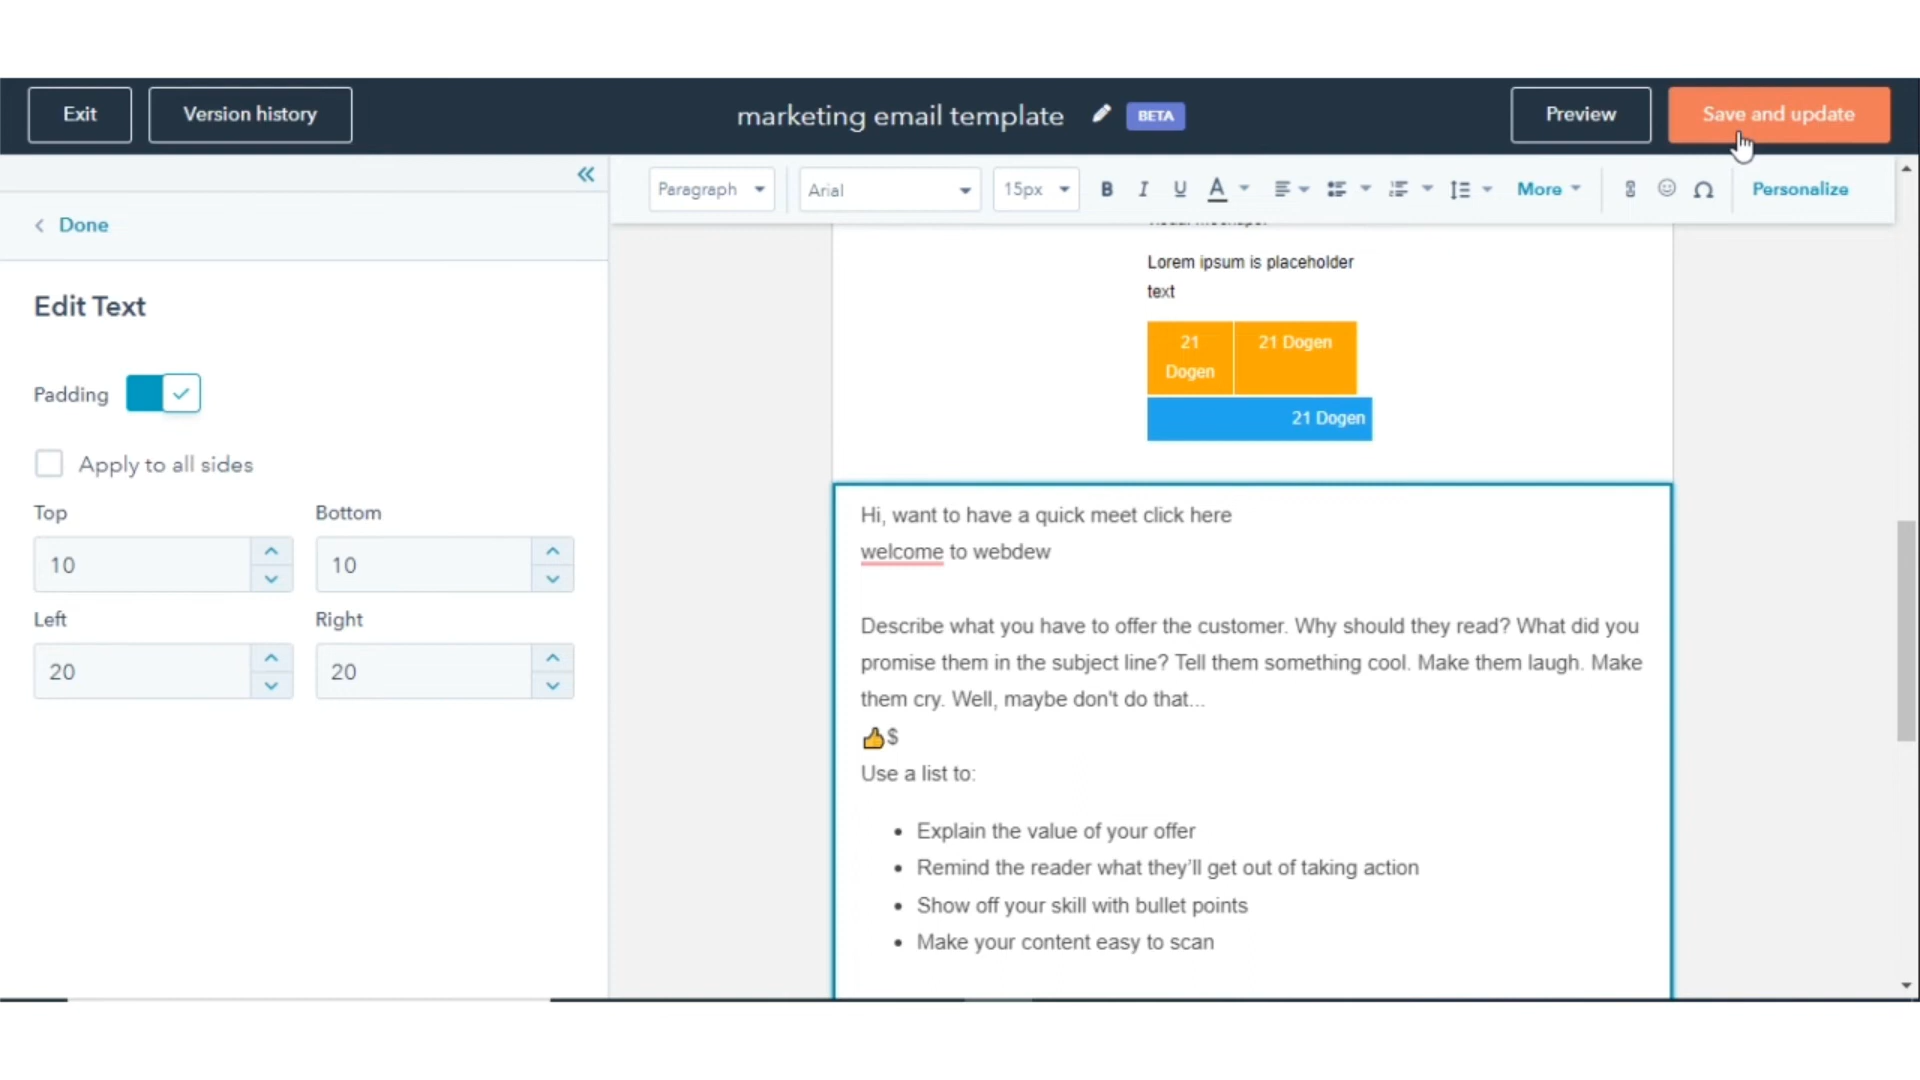 Exit
Version history
marketing email template
BETA
Preview
Save and update
Done
Paragraph
Arial
15px
B
I
U
A
More
Personalize
Edit Text
Padding
Apply to all sides
Top
Bottom
10
10
Left
Right
20
20
Lorem ipsum is placeholder
text
21
Dogen
21 Dogen
21 Dogen
Hi, want to have a quick meet click here
welcome to webdew
Describe what you have to offer the customer. Why should they read? What did you
promise them in the subject line? Tell them something cool. Make them laugh. Make
them cry. Well, maybe don't do that...
👍$
Use a list to:
• Explain the value of your offer
• Remind the reader what they'll get out of taking action
• Show off your skill with bullet points
• Make your content easy to scan